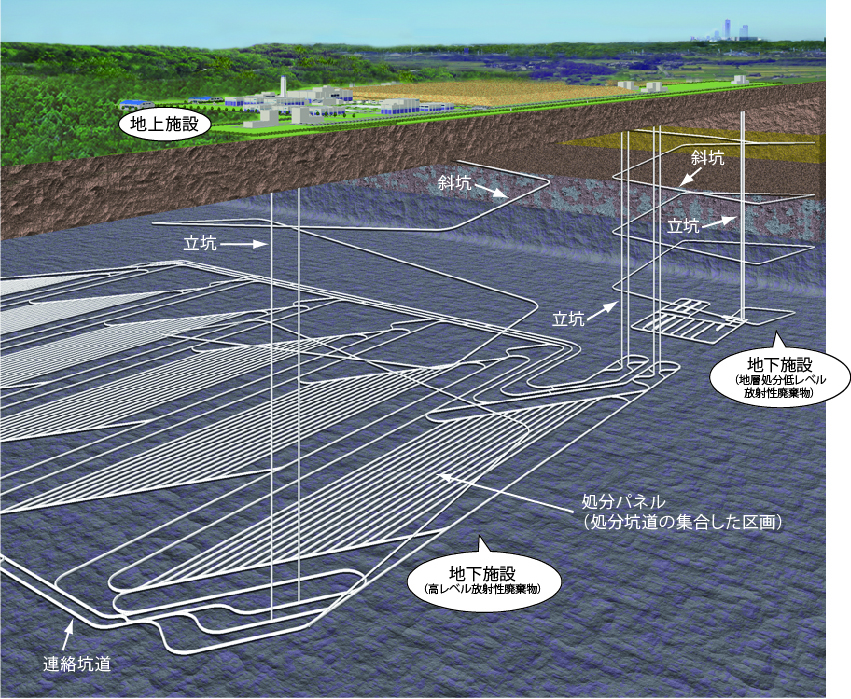 地上施設
斜坑
斜坑
立坑
立坑
立坑
地下施設
(地層処分低レベル
放射性廃棄物)
処分パネル
(処分坑道の集合した区画)
地下施設
(高レベル放射性廃棄物)
連絡坑道